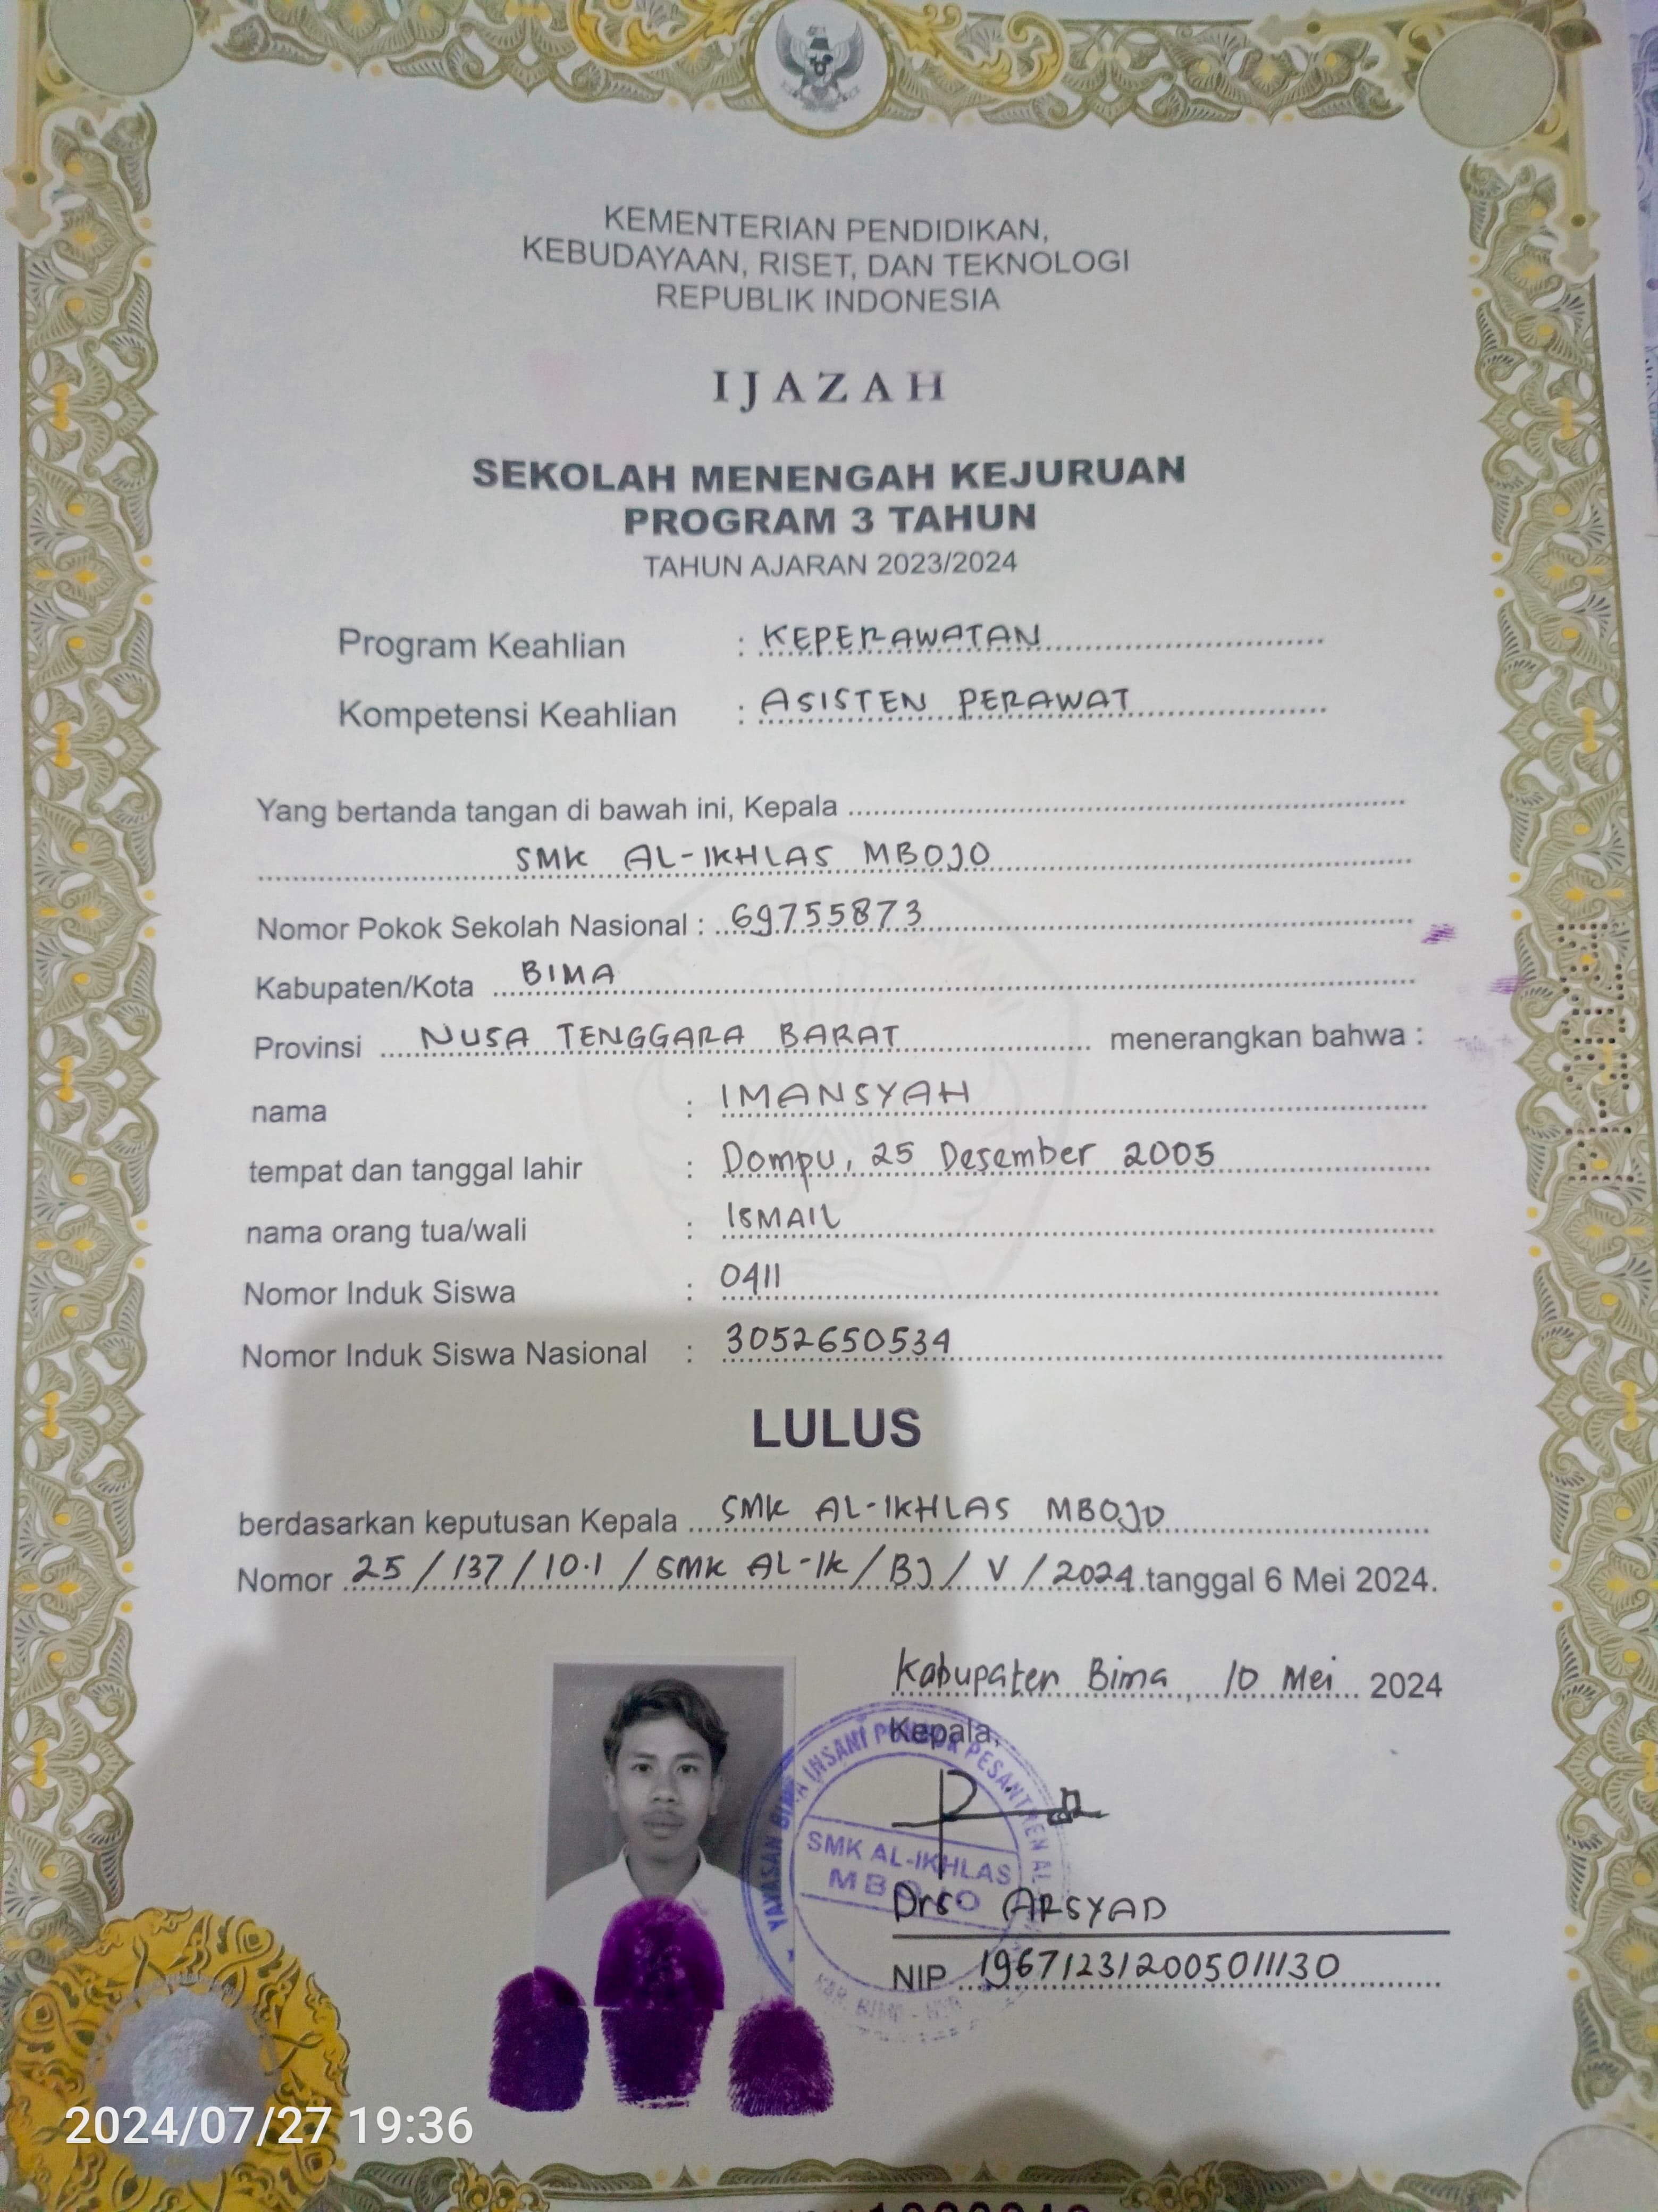 KEMENTERIAN PENDIDIKAN,
KEBUDAYAAN, RISET, DAN TEKNOLOGI
REPUBLIK INDONESIA
IJAZAH
SEKOLAH MENENGAH KEJURUAN
PROGRAM 3 TAHUN
TAHUN AJARAN 2023/2024
Program Keahlian : KEPERAWATAN
Kompetensi Keahlian : ASISTEN PERAWAT
Yang bertanda tangan di bawah ini, Kepala
SMK AL-IKHLAS MBOJO
Nomor Pokok Sekolah Nasional : 69755873
Kabupaten/Kota BIMA
Provinsi NUSA TENGGARA BARAT menerangkan bahwa :
nama : IMANSYAH
tempat dan tanggal lahir : Dompu, 25 Desember 2005
nama orang tua/wali : ISMAIL
Nomor Induk Siswa : 0411
Nomor Induk Siswa Nasional : 3052650534
LULUS
berdasarkan keputusan Kepala SMK AL-IKHLAS MBOJO
Nomor 25 / 137 / 10.1 / SMK AL-IK / BJ / V / 2024 tanggal 6 Mei 2024.
Kabupaten Bima, 10 Mei 2024
Kepala,
INSANI PONDOK PESANTREN AL
SMK AL-IKHLAS
MBOJO
Drs. ARSYAD
NIP 196712312005011130
2024/07/27 19:36